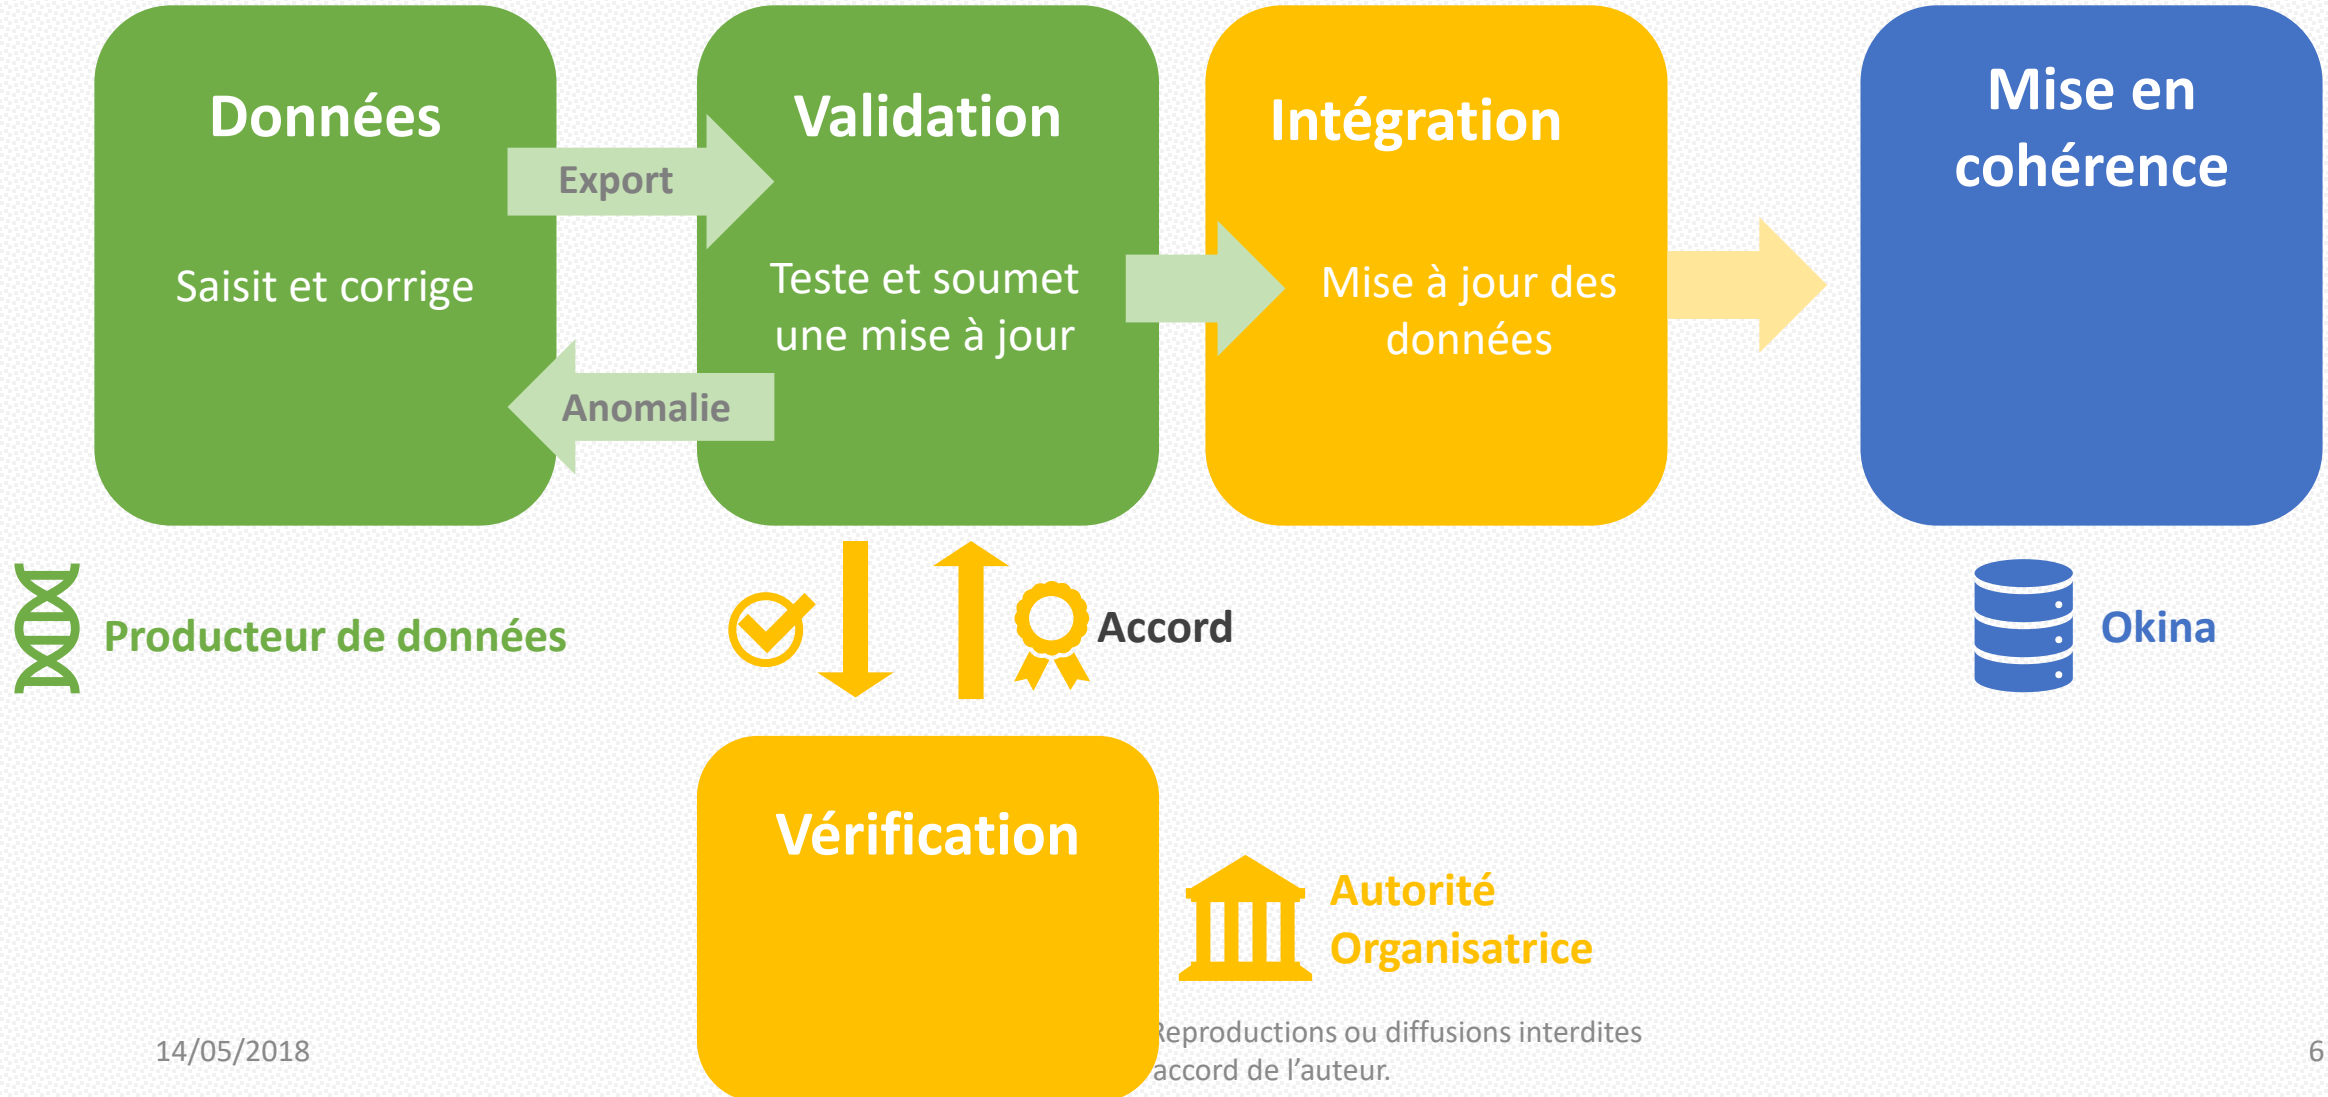 Données
Saisit et corrige
Export
Anomalie
Validation
Teste et soumet
une mise à jour
Intégration
Mise à jour des
données
Mise en
cohérence
Producteur de données
Accord
Okina
Vérification
Autorité
Organisatrice
14/05/2018
Reproductions ou diffusions interdites
accord de l’auteur.
6